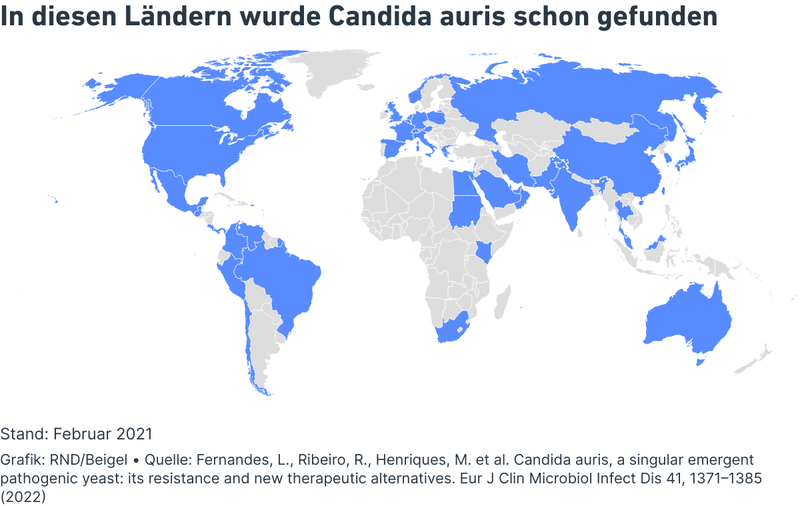 In diesen Ländern wurde Candida auris schon gefunden
Stand: Februar 2021
Grafik: RND/Beigel • Quelle: Fernandes, L., Ribeiro, R., Henriques, M. et al. Candida auris, a singular emergent
pathogenic yeast: its resistance and new therapeutic alternatives. Eur J Clin Microbiol Infect Dis 41, 1371–1385
(2022)